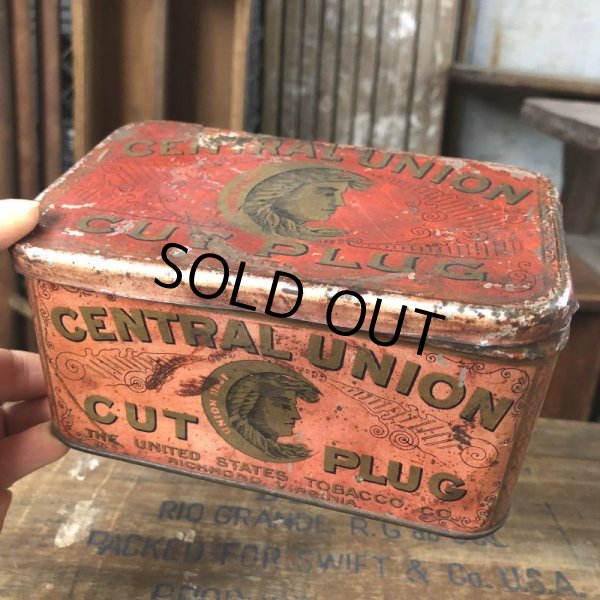 CENTRAL UNION
CUT PLUG
SOLD OUT
CENTRAL UNION
UNION
CUT PLUG
THE UNITED STATES TOBACCO CO.
RICHMOND, VIRGINIA.
RIO GRANDE, R.G
PACKED FOR SWIFT & Co. U.S.A.